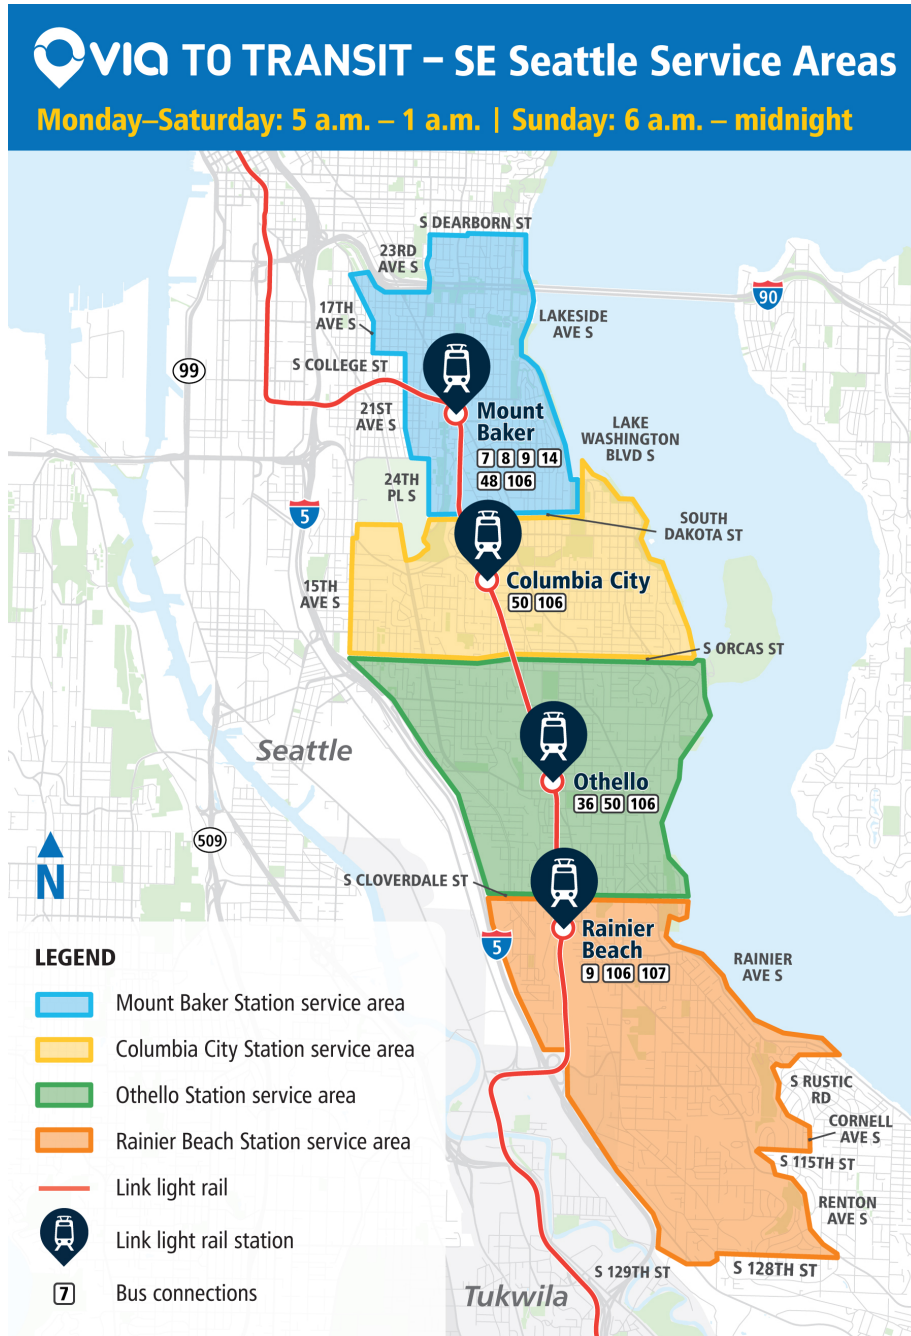 via TO TRANSIT – SE Seattle Service Areas
Monday–Saturday: 5 a.m. – 1 a.m. | Sunday: 6 a.m. – midnight
S DEARBORN ST
23RD
AVE S
90
17TH
AVE S
LAKESIDE
AVE S
S COLLEGE ST
99
21ST
AVE S
Mount
Baker
7 8 9 14
48 106
LAKE
WASHINGTON
BLVD S
24TH
PL S
5
SOUTH
DAKOTA ST
Columbia City
50 106
15TH
AVE S
S ORCAS ST
Seattle
Othello
36 50 106
509
N
S CLOVERDALE ST
Rainier
Beach
9 106 107
5
RAINIER
AVE S
S RUSTIC
RD
CORNELL
AVE S
S 115TH ST
RENTON
AVE S
S 129TH ST
S 128TH ST
Tukwila
LEGEND
Mount Baker Station service area
Columbia City Station service area
Othello Station service area
Rainier Beach Station service area
Link light rail
Link light rail station
7 Bus connections